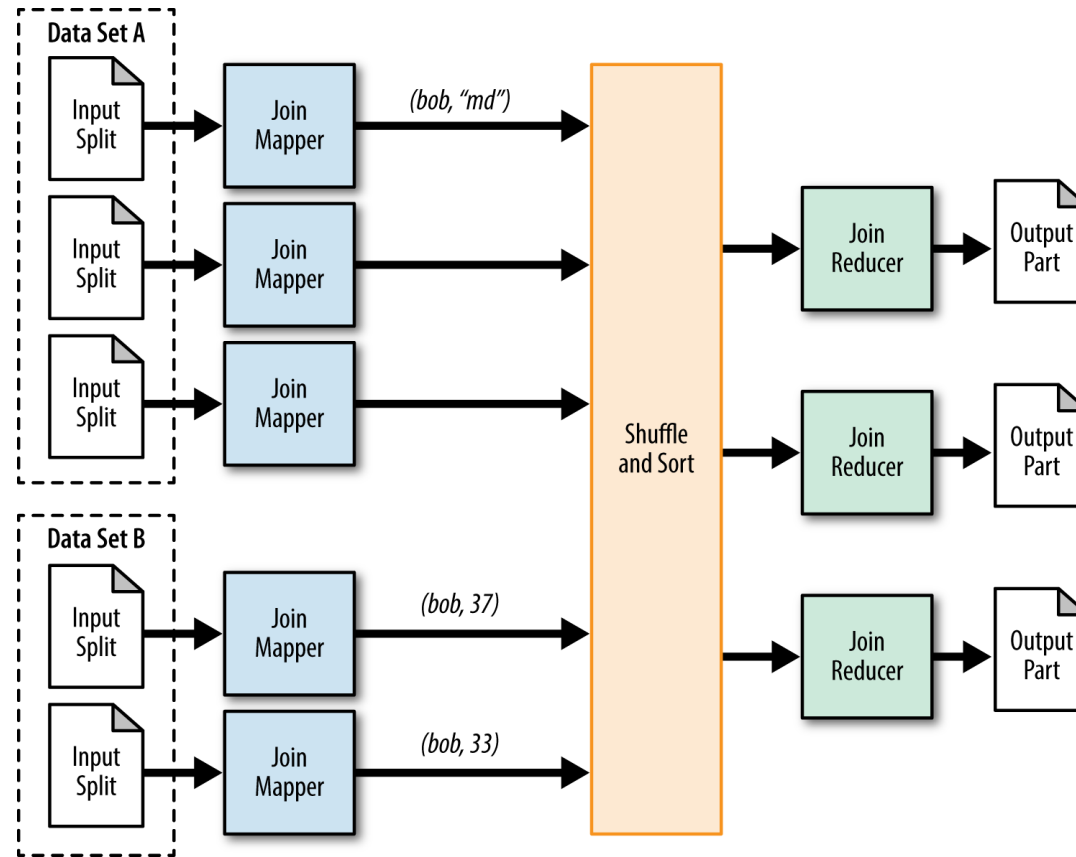 Data Set A
Input
Split
Join
Mapper
(bob, “md”)
Input
Split
Join
Mapper
Input
Split
Join
Mapper
Data Set B
Input
Split
Join
Mapper
(bob, 37)
Input
Split
Join
Mapper
(bob, 33)
Shuffle
and Sort
Join
Reducer
Output
Part
Join
Reducer
Output
Part
Join
Reducer
Output
Part